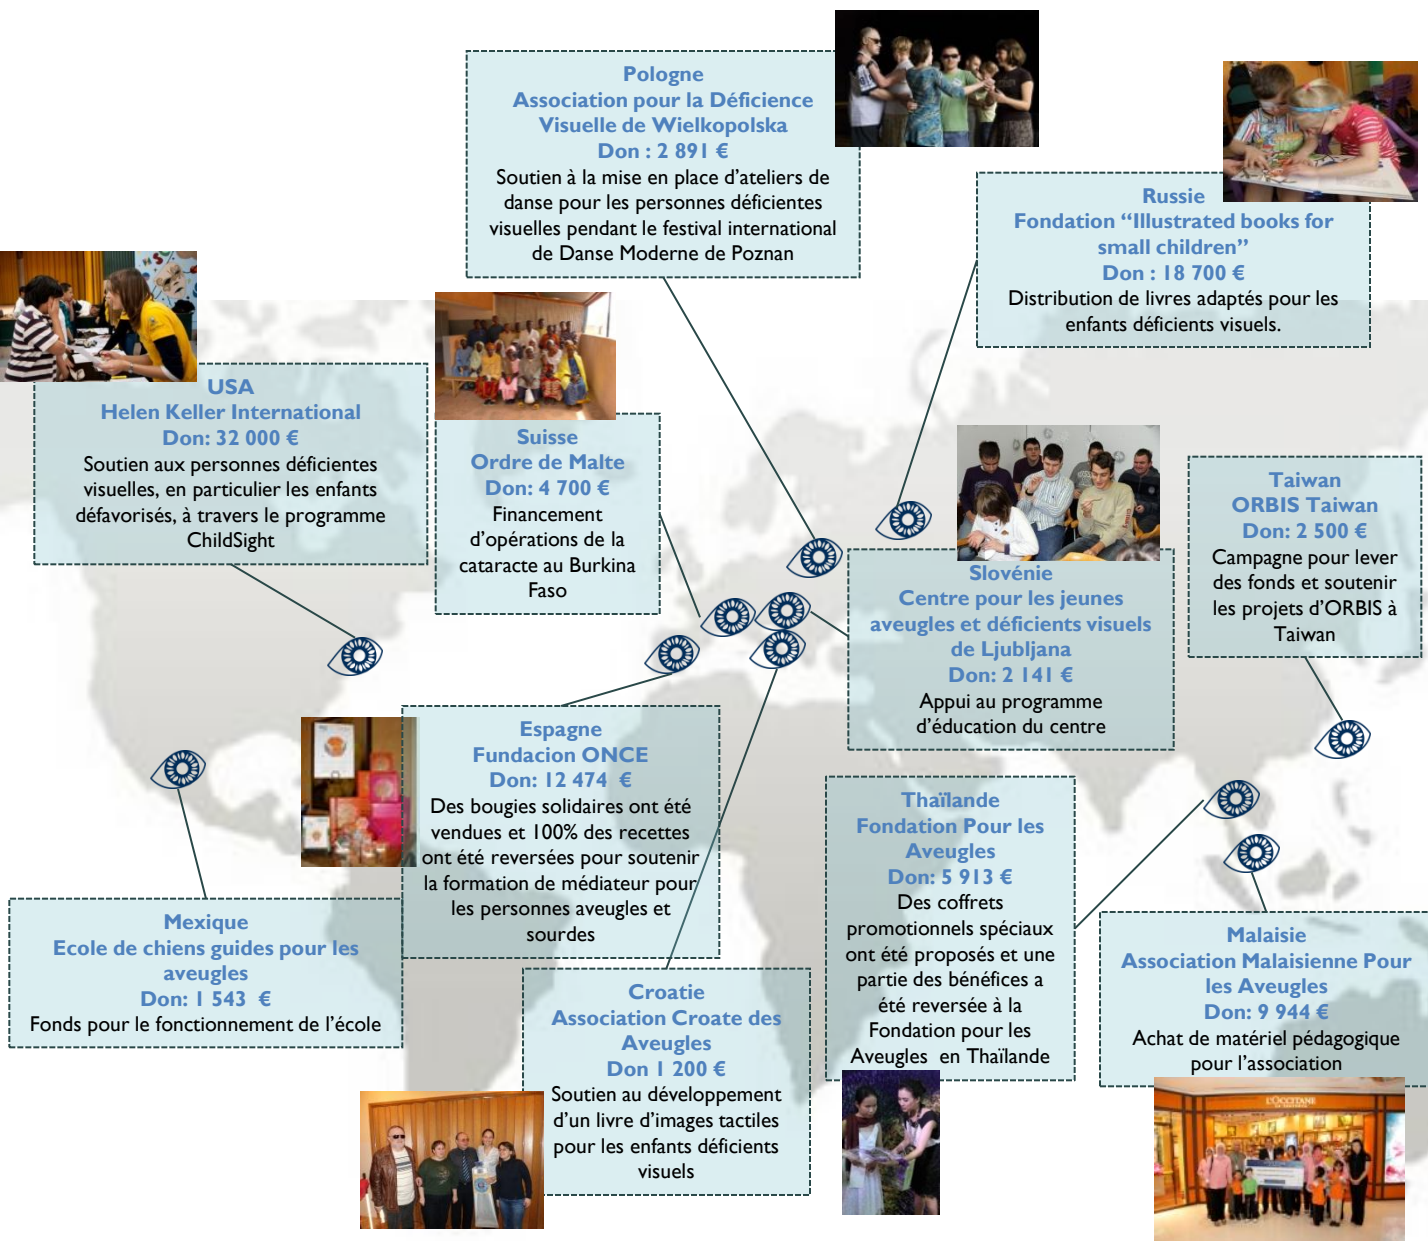 Pologne
Association pour la Déficience
Visuelle de Wielkopolska
Don : 2 891 €
Soutien à la mise en place d’ateliers de
danse pour les personnes déficientes
visuelles pendant le festival international
de Danse Moderne de Poznan
Russie
Fondation “Illustrated books for
small children”
Don : 18 700 €
Distribution de livres adaptés pour les
enfants déficients visuels.
USA
Helen Keller International
Don: 32 000 €
Soutien aux personnes déficientes
visuelles, en particulier les enfants
défavorisés, à travers le programme
ChildSight
Suisse
Ordre de Malte
Don: 4 700 €
Financement
d’opérations de la
cataracte au Burkina
Faso
Slovénie
Centre pour les jeunes
aveugles et déficients visuels
de Ljubljana
Don: 2 141 €
Appui au programme
d’éducation du centre
Taiwan
ORBIS Taiwan
Don: 2 500 €
Campagne pour lever
des fonds et soutenir
les projets d’ORBIS à
Taiwan
Espagne
Fundacion ONCE
Don: 12 474 €
Des bougies solidaires ont été
vendues et 100% des recettes
ont été reversées pour soutenir
la formation de médiateur pour
les personnes aveugles et
sourdes
Thaïlande
Fondation Pour les
Aveugles
Don: 5 913 €
Des coffrets
promotionnels spéciaux
ont été proposés et une
partie des bénéfices a
été reversée à la
Fondation pour les
Aveugles en Thaïlande
Mexique
Ecole de chiens guides pour les
aveugles
Don: 1 543 €
Fonds pour le fonctionnement de l’école
Croatie
Association Croate des
Aveugles
Don 1 200 €
Soutien au développement
d’un livre d’images tactiles
pour les enfants déficients
visuels
Malaisie
Association Malaisienne Pour
les Aveugles
Don: 9 944 €
Achat de matériel pédagogique
pour l’association
L'OCCITANE